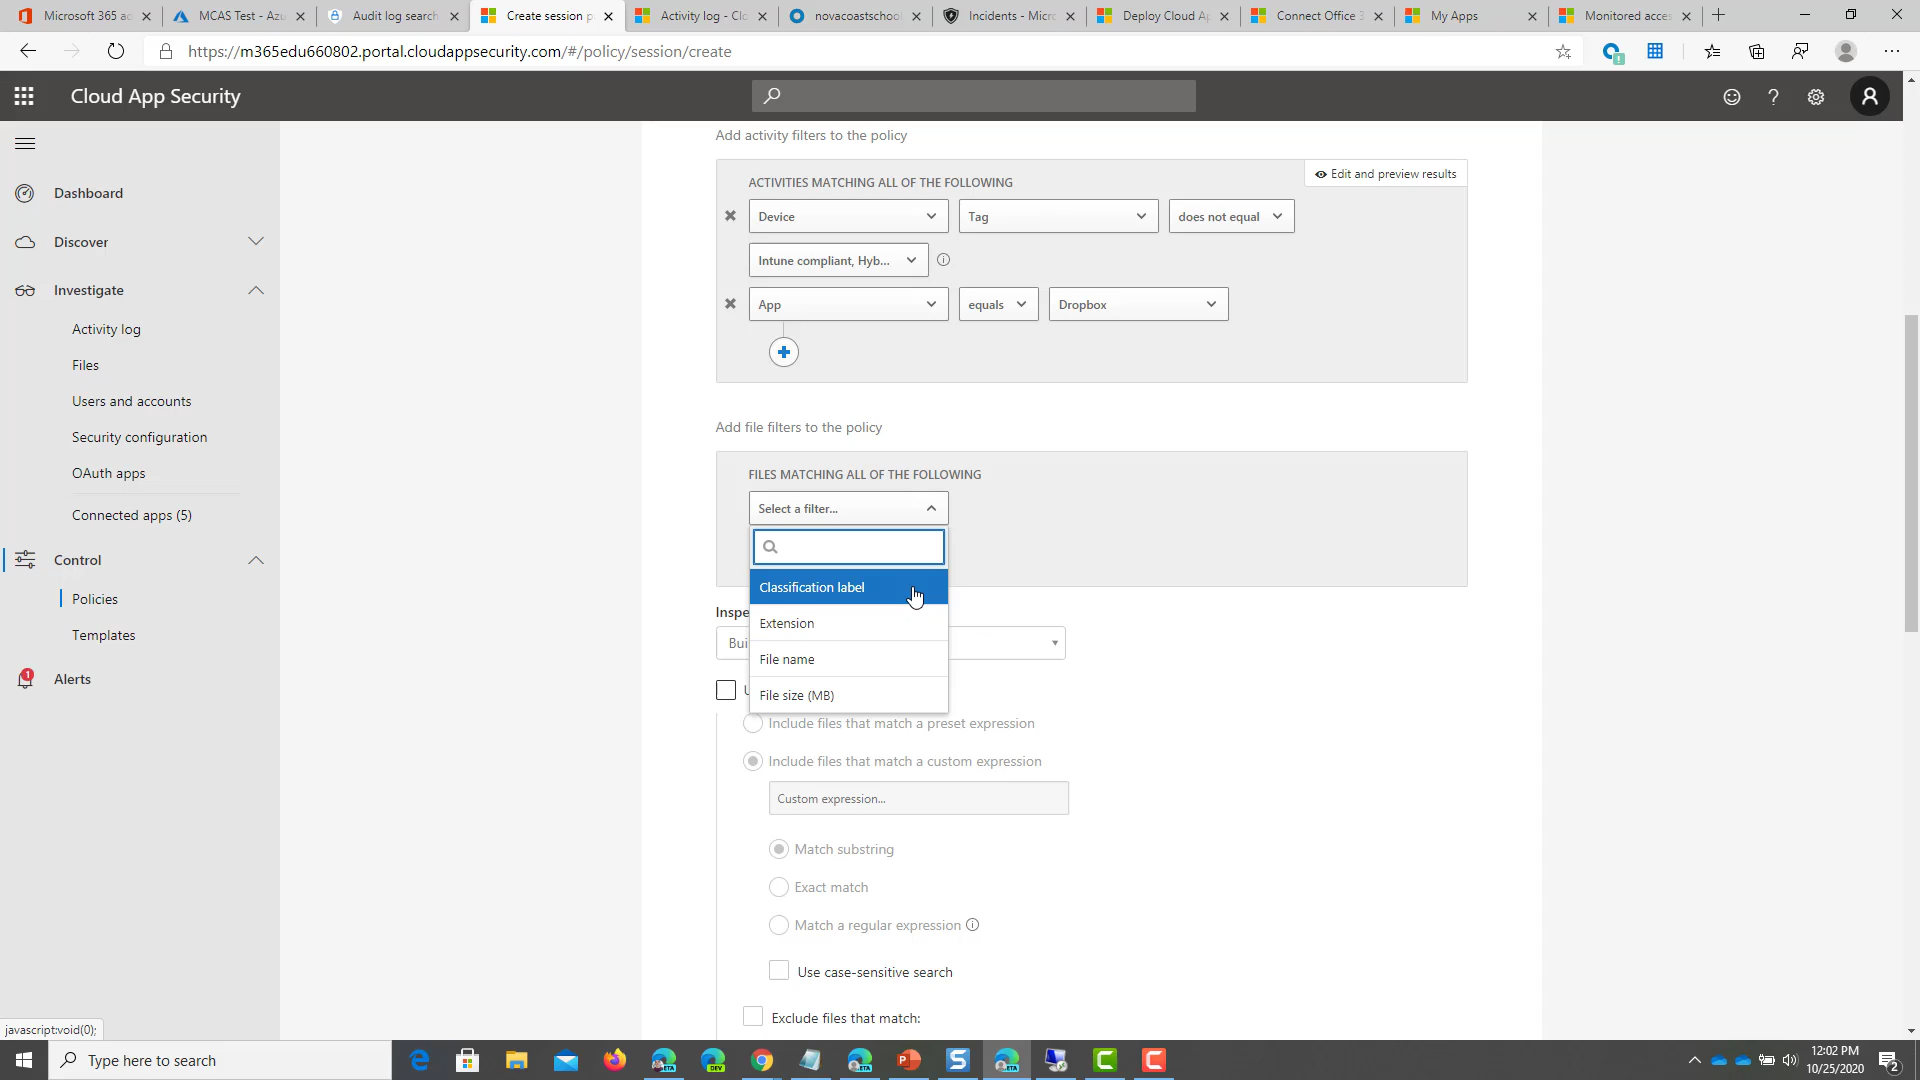 Microsoft 365 ac
MCAS Test - Azu
Audit log search
Create session p
Activity log - Clo
novacoastschoo
Incidents - Micr
Deploy Cloud Ap
Connect Office 3
My Apps
Monitored acces
https://m365edu660802.portal.cloudappsecurity.com/#/policy/session/create
Cloud App Security
Dashboard
Discover
Investigate
Activity log
Files
Users and accounts
Security configuration
OAuth apps
Connected apps (5)
Control
Policies
Templates
1
Alerts
Add activity filters to the policy
ACTIVITIES MATCHING ALL OF THE FOLLOWING
Edit and preview results
Device
Tag
does not equal
Intune compliant, Hyb...
App
equals
Dropbox
Add file filters to the policy
FILES MATCHING ALL OF THE FOLLOWING
Select a filter...
Classification label
Extension
File name
File size (MB)
Inspe
Bui
U
Include files that match a preset expression
Include files that match a custom expression
Custom expression...
Match substring
Exact match
Match a regular expression
Use case-sensitive search
Exclude files that match:
javascript:void(0);
Type here to search
BETA
DEV
BETA
BETA
12:02 PM
10/25/2020
2